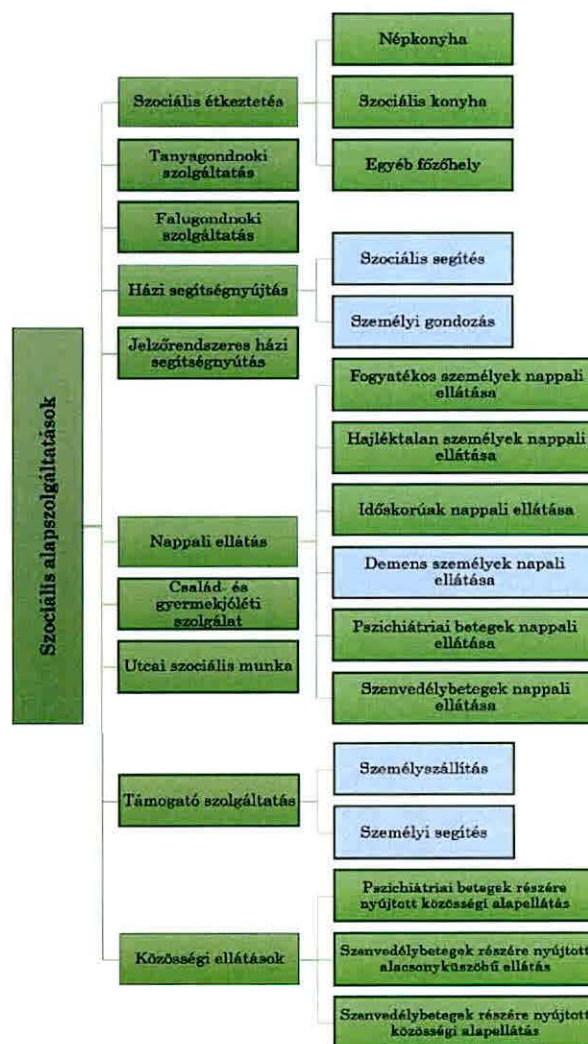 Szociális alapszolgáltatások
Szociális étkeztetés
Népkonyha
Szociális konyha
Egyéb főzőhely
Tanyagondnoki
szolgáltatás
Falugondnoki
szolgáltatás
Házi segítségnyújtás
Szociális segítés
Személyi gondozás
Jelzőrendszeres házi
segítségnyútás
Nappali ellátás
Fogyatékos személyek nappali
ellátása
Hajléktalan személyek nappali
ellátása
Időskorúak nappali ellátása
Demens személyek napali
ellátása
Pszichiátriai betegek nappali
ellátása
Szenvedélybetegek nappali
ellátása
Család- és
gyermekjóléti
szolgálat
Utcai szociális munka
Támogató szolgáltatás
Személyszállítás
Személyi segítés
Közösségi ellátások
Pszichiátriai betegek részére
nyújtott közösségi alapellátás
Szenvedélybetegek részére nyújtott
alacsonyküszöbű ellátás
Szenvedélybetegek részére nyújtott
közösségi alapellátás